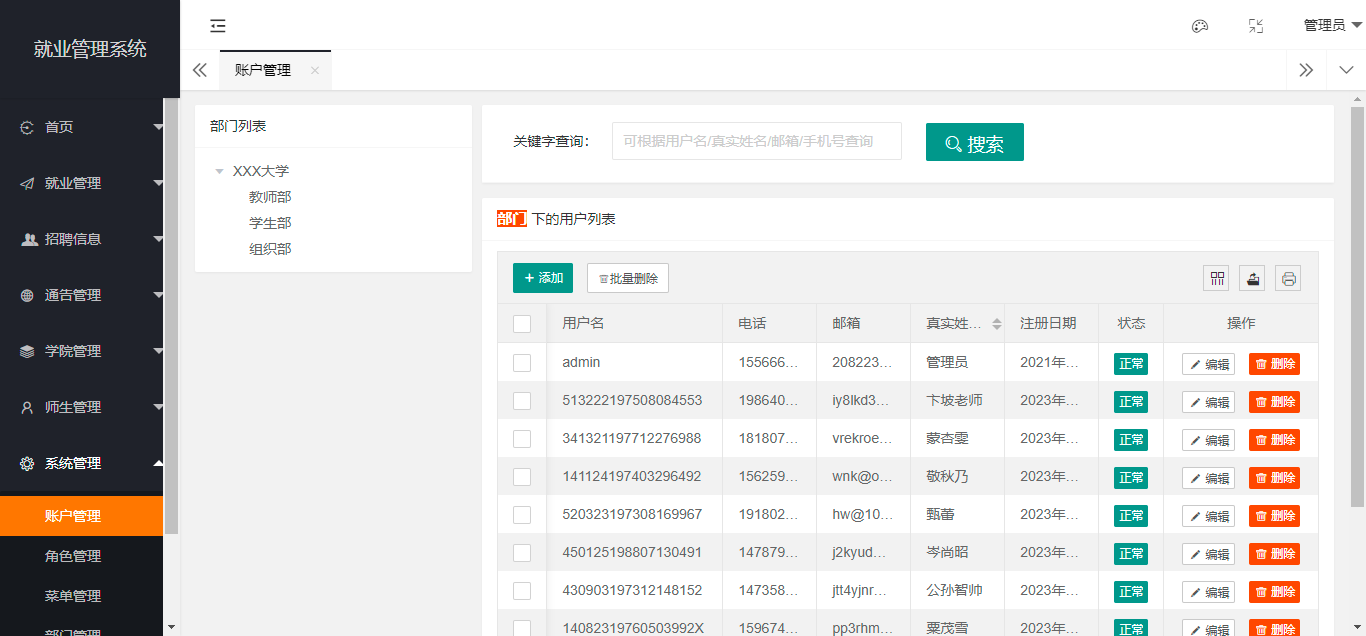 就业管理系统
管理员
账户管理
首页
就业管理
招聘信息
通告管理
学院管理
师生管理
系统管理
账户管理
角色管理
菜单管理
部门管理
部门列表
XXX大学
教师部
学生部
组织部
关键字查询: 可根据用户名/真实姓名/邮箱/手机号查询 搜索
部门 下的用户列表
+ 添加 批量删除
用户名 电话 邮箱 真实姓... 注册日期 状态 操作
admin 155666... 208223... 管理员 2021年... 正常 编辑 删除
513222197508084553 198640... iy8lkd3... 卞坡老师 2023年... 正常 编辑 删除
341321197712276988 181807... vrekroe... 蒙杏雯 2023年... 正常 编辑 删除
141124197403296492 156259... wnk@o... 敬秋乃 2023年... 正常 编辑 删除
520323197308169967 191802... hw@10... 甄蕾 2023年... 正常 编辑 删除
450125198807130491 147879... j2kyud... 岑尚昭 2023年... 正常 编辑 删除
430903197312148152 147358... jtt4yjnr... 公孙智帅 2023年... 正常 编辑 删除
14082319760503992X 159674... pp3rhm... 粟茂雪 2023年... 正常 编辑 删除